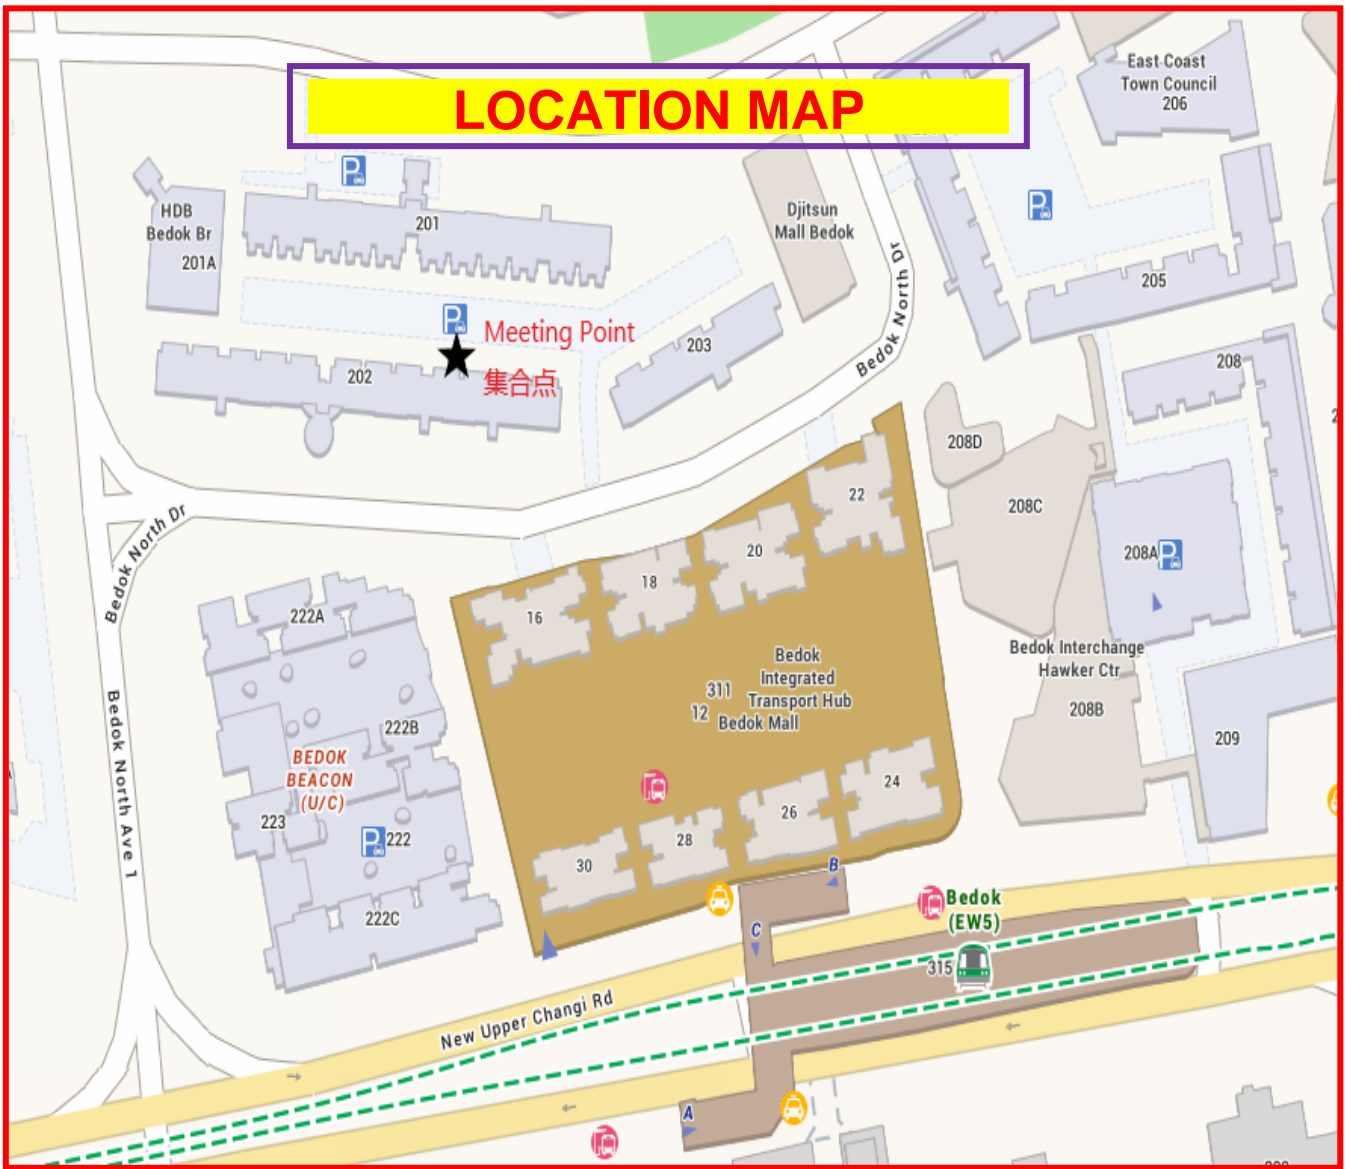 LOCATION MAP
East Coast
Town Council
206
P
HDB
Bedok Br
201A
201
P
Djitsun
Mall Bedok
205
Bedok North Dr
P
Meeting Point
集合点
202
203
208
208D
208C
22
20
18
16
208A
P
Bedok North Dr
222A
Bedok Interchange
Hawker Ctr
208B
209
Bedok
Integrated
Transport Hub
311
12
Bedok Mall
Bedok North Ave 1
222B
BEDOK
BEACON
(U/C)
223
P
222
222C
24
26
28
30
B
C
Bedok
(EW5)
315
New Upper Changi Rd
A